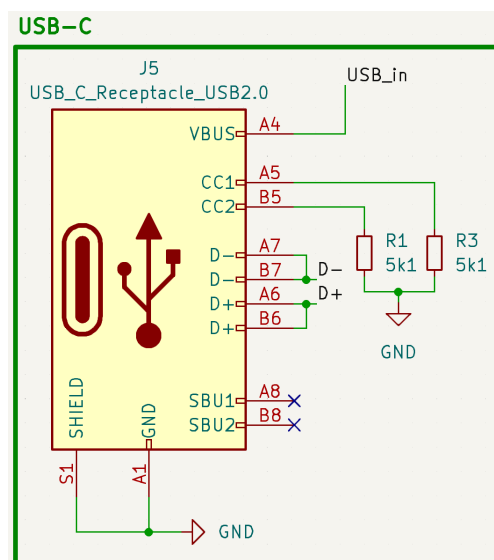 USB-C
J5
USB_C_Receptacle_USB2.0
USB_in
VBUS A4
CC1 A5
CC2 B5
D- A7
D- B7 D-
D+ A6 D+
D+ B6
R1 R3
5k1 5k1
GND
SBU1 A8
SBU2 B8
SHIELD GND
S1 A1
GND